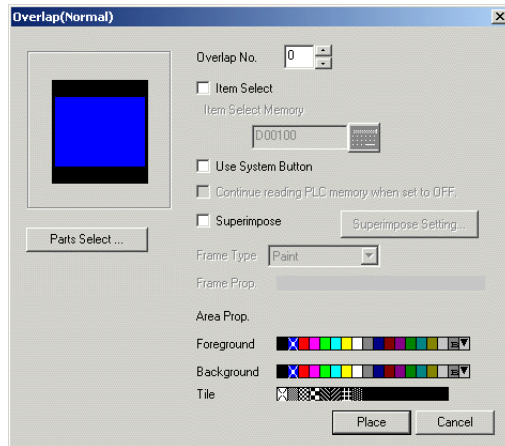 Overlap(Normal)
Overlap No. 0
Item Select
Item Select Memory
D00100
Use System Button
Continue reading PLC memory when set to OFF.
Superimpose
Superimpose Setting...
Parts Select ...
Frame Type Paint
Frame Prop.
Area Prop.
Foreground
Background
Tile
Place
Cancel